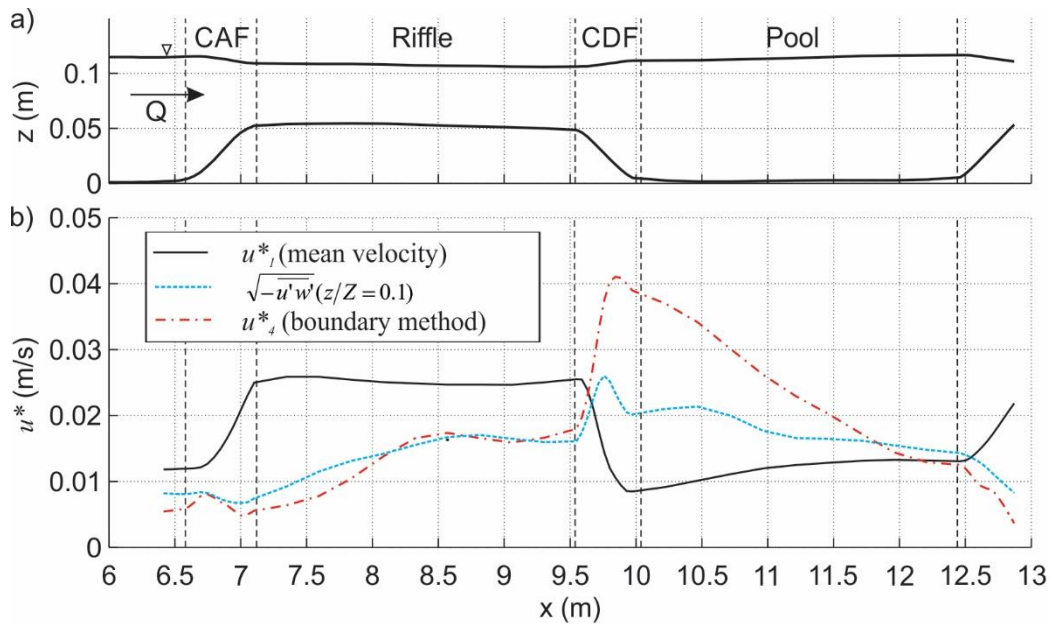 a)
CAF Riffle CDF Pool
0.1
0.05
0
z (m)
Q
b)
0.05
0.04
0.03
0.02
0.01
0
u* (m/s)
u*₁ (mean velocity)
√-u'w' (z/Z = 0.1)
u*₄ (boundary method)
6 6.5 7 7.5 8 8.5 9 9.5 10 10.5 11 11.5 12 12.5 13
x (m)